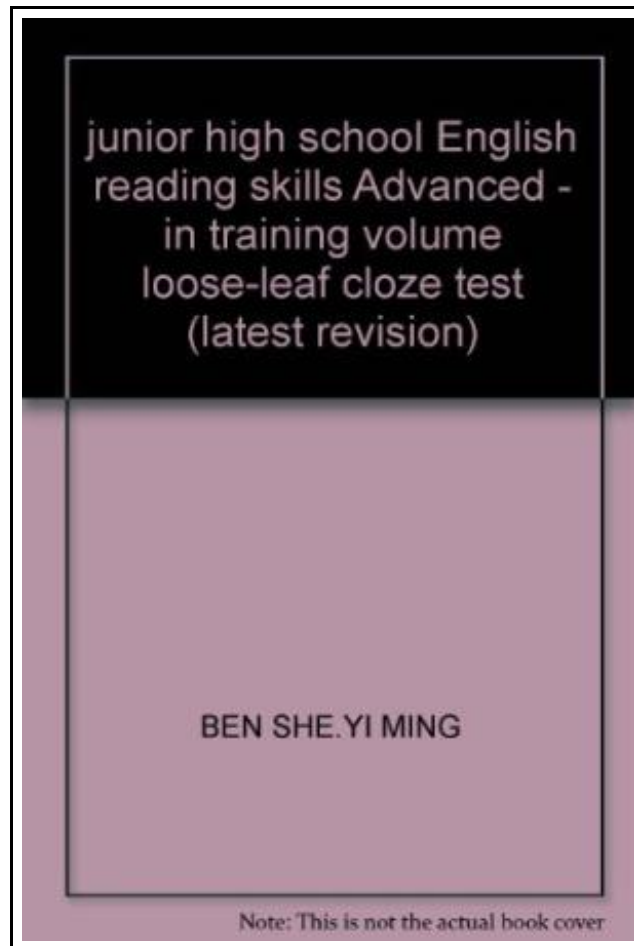 junior high school English
reading skills Advanced -
in training volume
loose-leaf cloze test
(latest revision)
BEN SHE.YI MING
Note: This is not the actual book cover